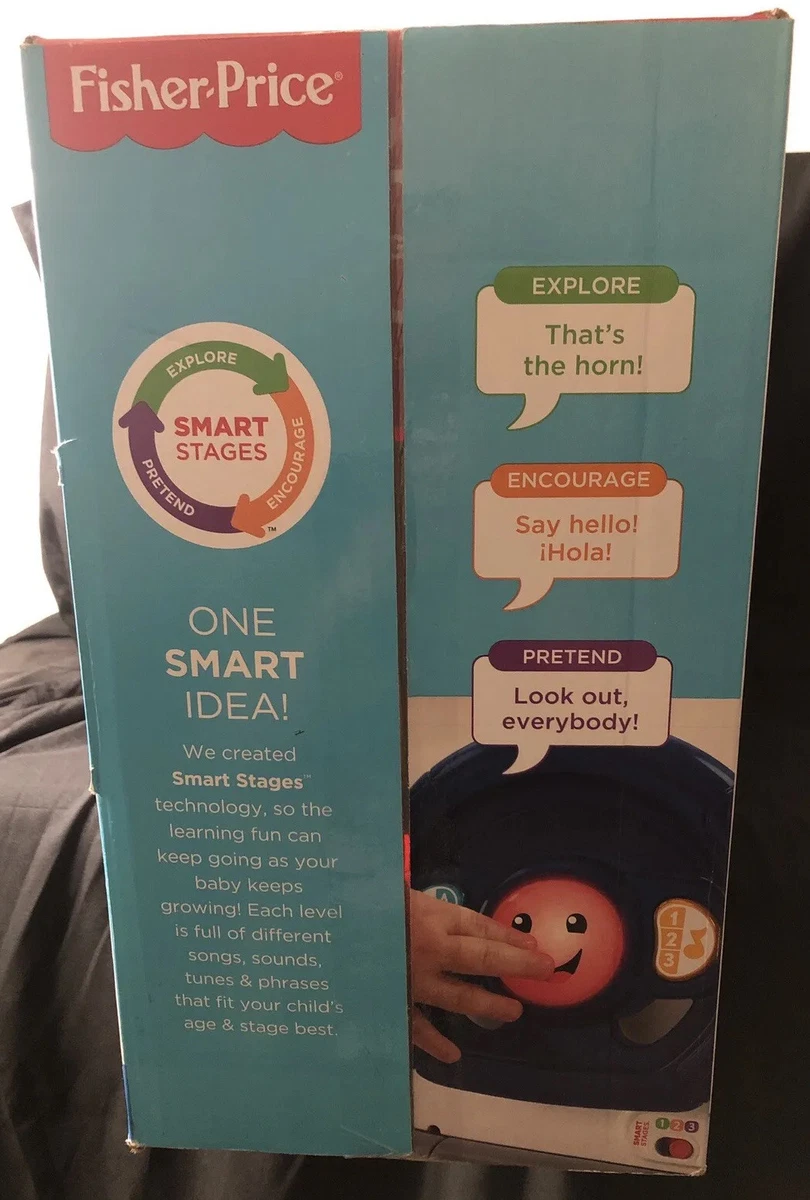 Fisher-Price®
EXPLORE
SMART
STAGES
ENCOURAGE
PRETEND
™
ONE
SMART
IDEA!
We created
Smart Stages™
technology, so the
learning fun can
keep going as your
baby keeps
growing! Each level
is full of different
songs, sounds,
tunes & phrases
that fit your child's
age & stage best.
EXPLORE
That's
the horn!
ENCOURAGE
Say hello!
¡Hola!
PRETEND
Look out,
everybody!
A
1
2
3
SMART
STAGES
1 2 3